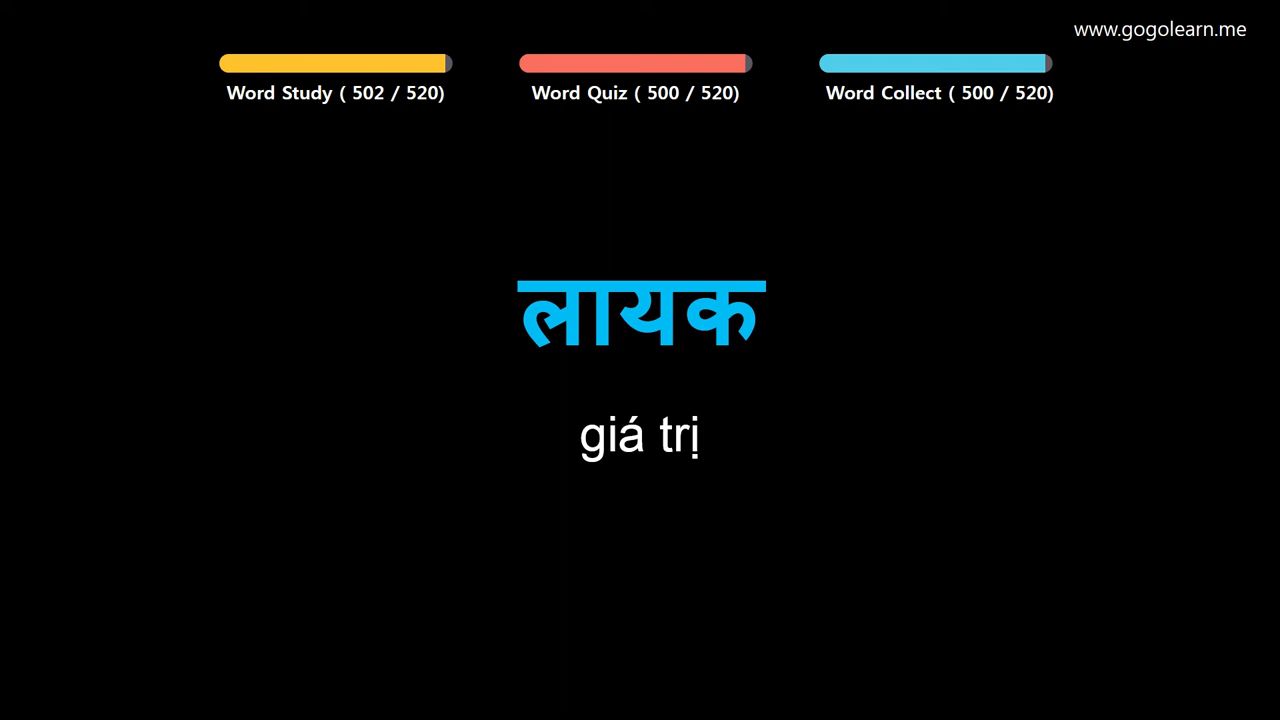 www.gogolearn.me
Word Study ( 502 / 520)
Word Quiz ( 500 / 520)
Word Collect ( 500 / 520)
लायक
giá trị